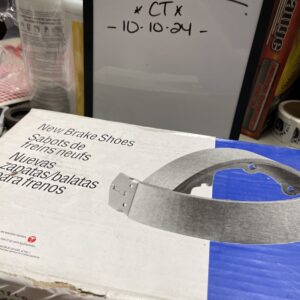 * CT *
- 10·10·24 -
New Brake Shoes
Sabots de
freins neufs
Nuevas
zapatas/balatas
para frenos